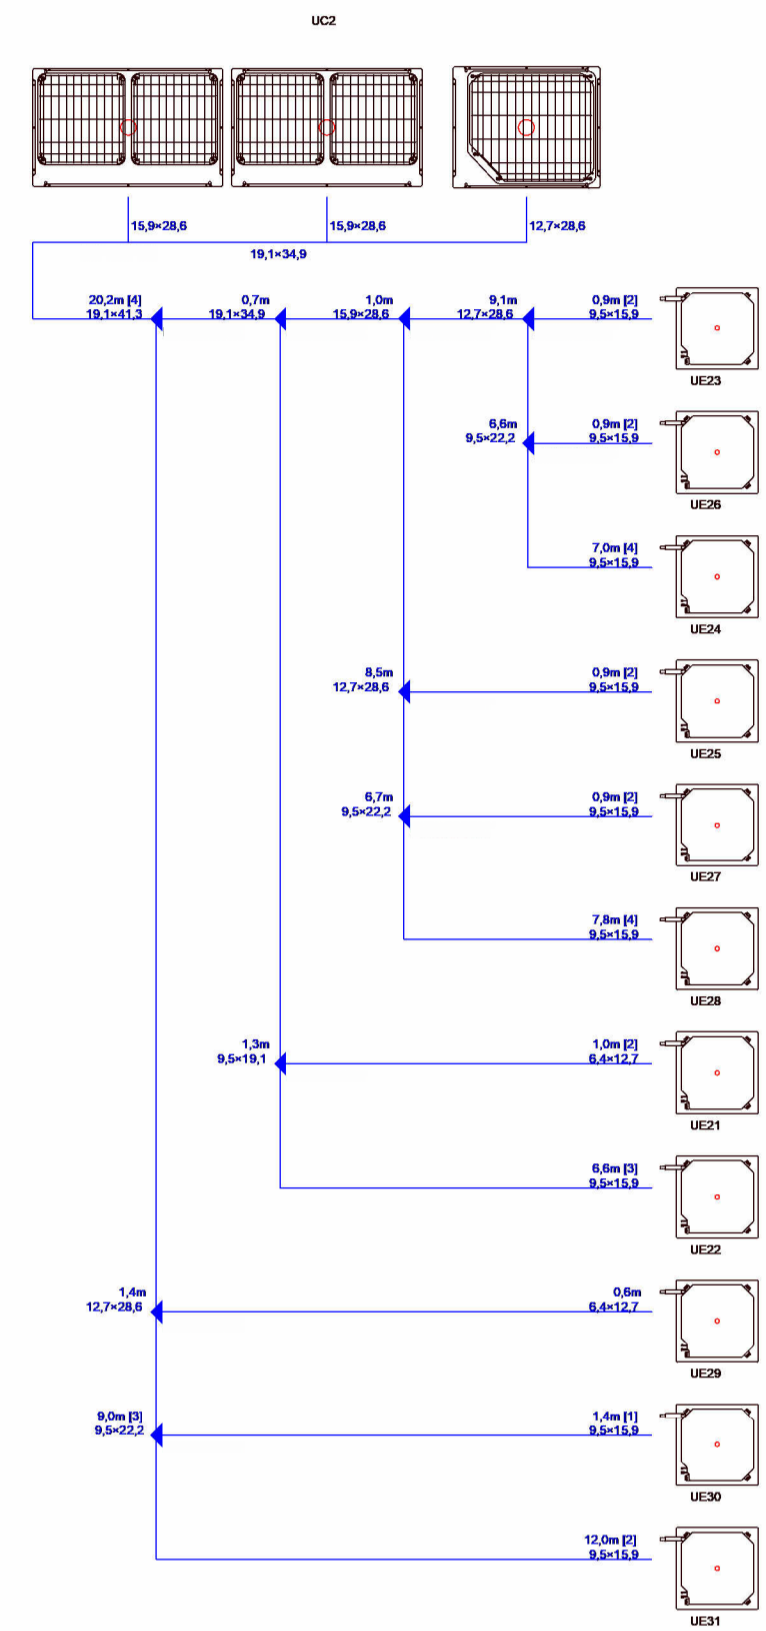 UC2
15,9×28,6
15,9×28,6
12,7×28,6
19,1×34,9
20,2m [4]
19,1×41,3
0,7m
19,1×34,9
1,0m
15,9×28,6
9,1m
12,7×28,6
0,9m [2]
9,5×15,9
UE23
6,6m
9,5×22,2
0,9m [2]
9,5×15,9
UE26
7,0m [4]
9,5×15,9
UE24
8,5m
12,7×28,6
0,9m [2]
9,5×15,9
UE25
6,7m
9,5×22,2
0,9m [2]
9,5×15,9
UE27
7,8m [4]
9,5×15,9
UE28
1,3m
9,5×19,1
1,0m [2]
6,4×12,7
UE21
6,6m [3]
9,5×15,9
UE22
1,4m
12,7×28,6
0,6m
6,4×12,7
UE29
9,0m [3]
9,5×22,2
1,4m [1]
9,5×15,9
UE30
12,0m [2]
9,5×15,9
UE31